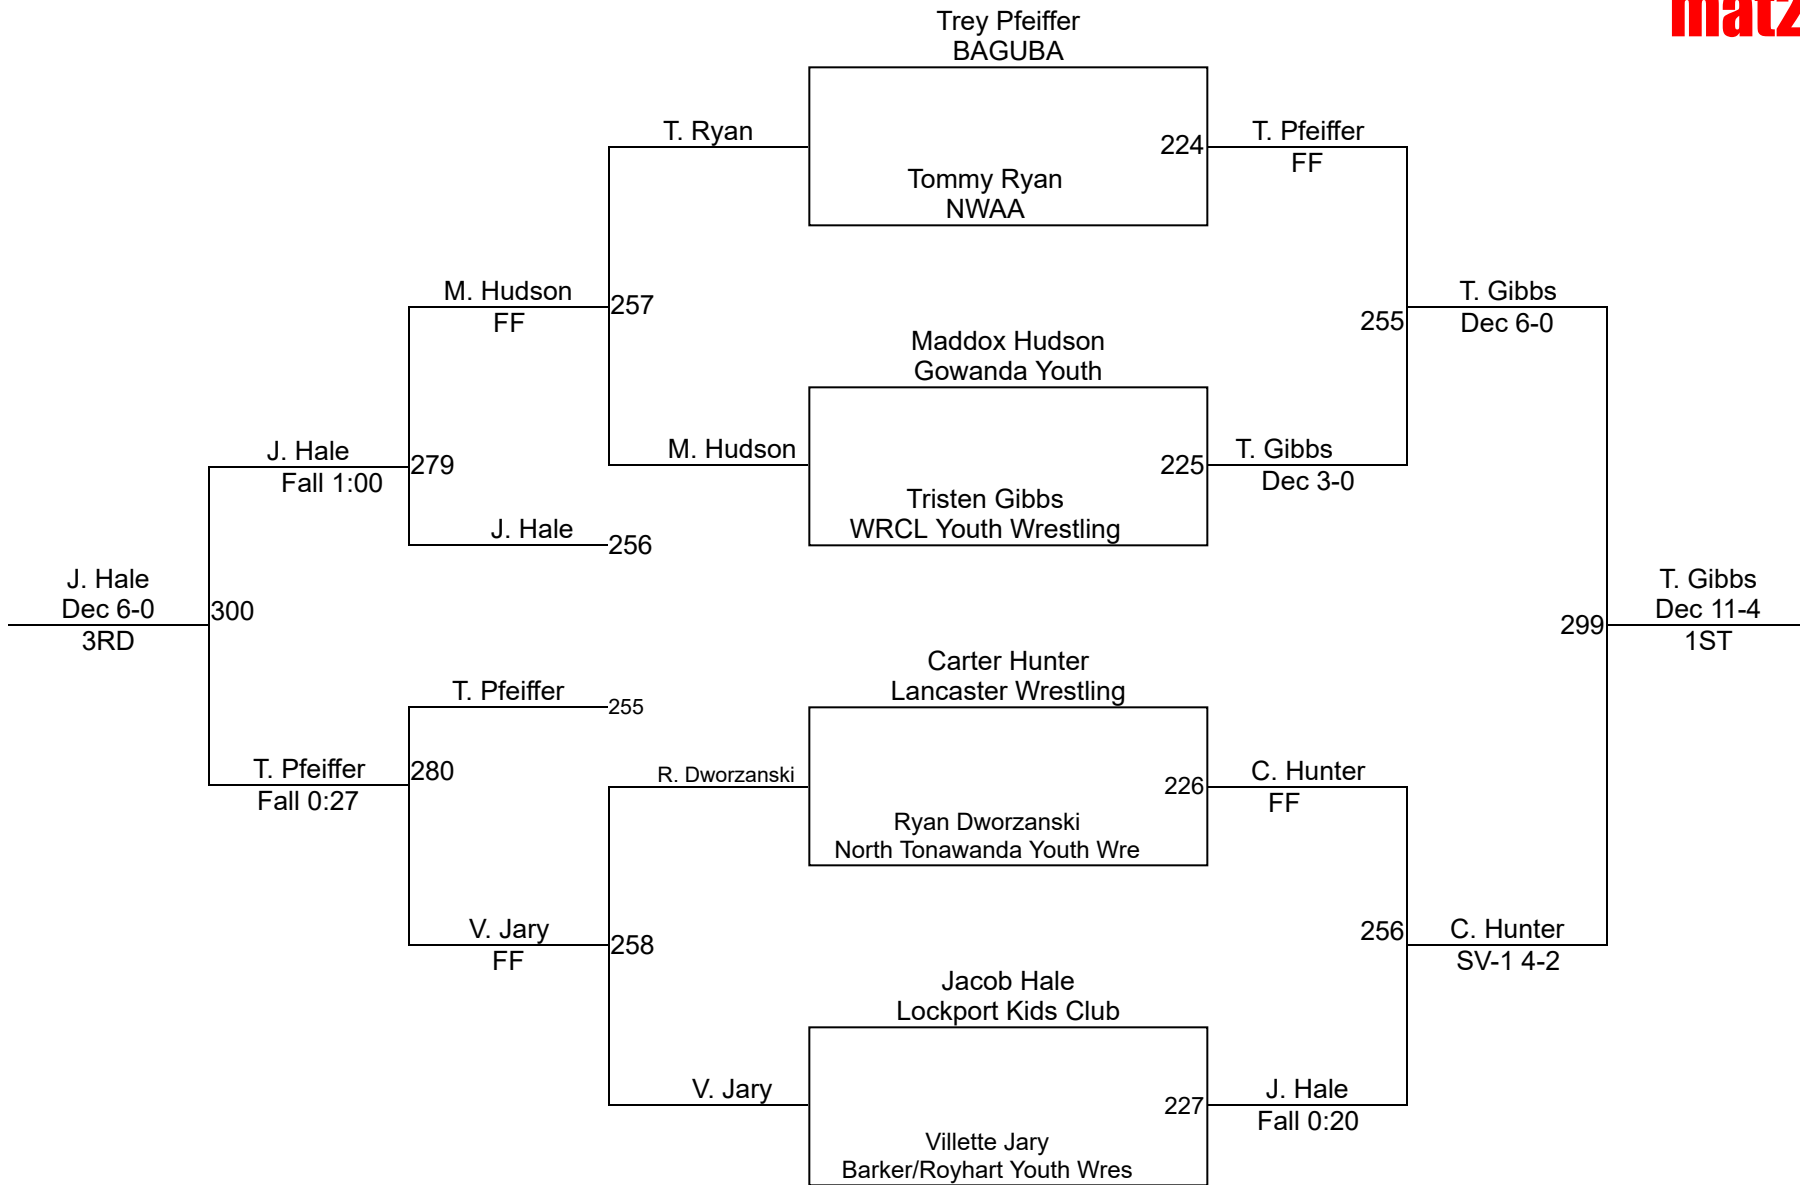 matz
Trey Pfeiffer
BAGUBA
T. Ryan
224
T. Pfeiffer
FF
Tommy Ryan
NWAA
M. Hudson
FF
257
255
T. Gibbs
Dec 6-0
Maddox Hudson
Gowanda Youth
J. Hale
Fall 1:00
279
M. Hudson
225
T. Gibbs
Dec 3-0
Tristen Gibbs
WRCL Youth Wrestling
J. Hale
256
J. Hale
Dec 6-0
3RD
300
299
T. Gibbs
Dec 11-4
1ST
Carter Hunter
Lancaster Wrestling
T. Pfeiffer
255
T. Pfeiffer
Fall 0:27
280
R. Dworzanski
226
C. Hunter
FF
Ryan Dworzanski
North Tonawanda Youth Wre
V. Jary
FF
258
256
C. Hunter
SV-1 4-2
Jacob Hale
Lockport Kids Club
V. Jary
227
J. Hale
Fall 0:20
Villette Jary
Barker/Royhart Youth Wres